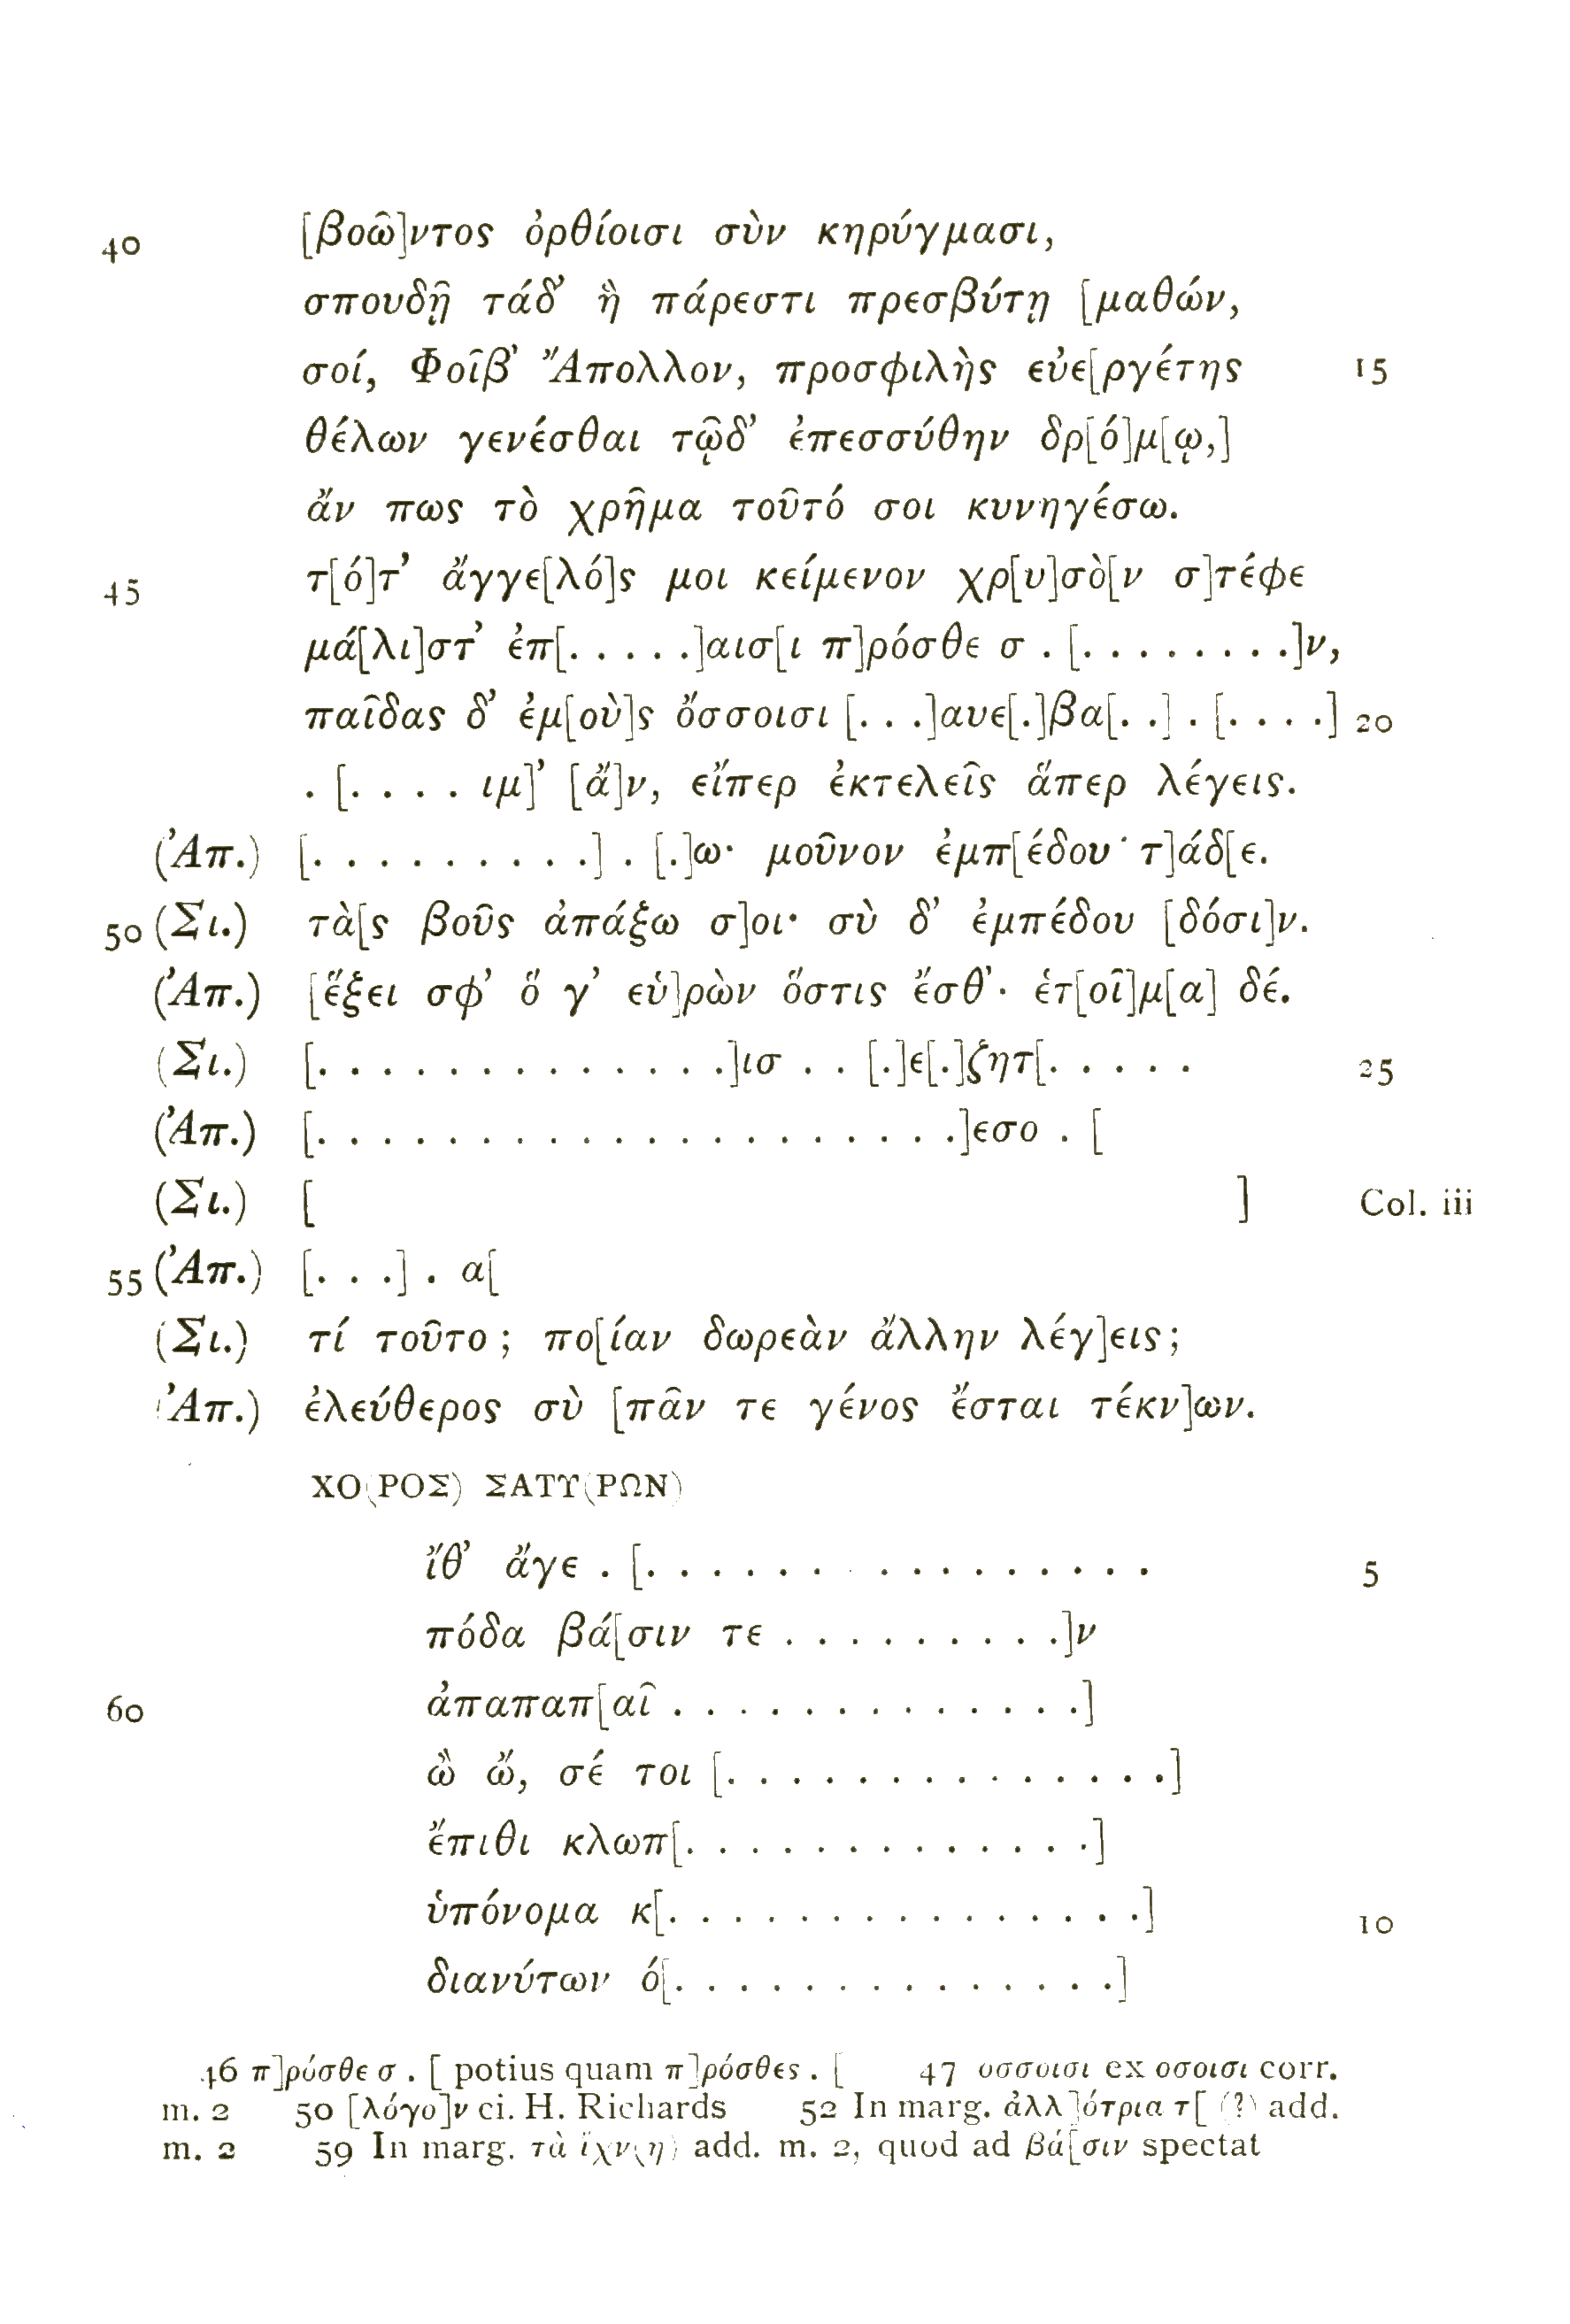 40 [βοῶ]ντος ὀρθίοισι σὺν κηρύγμασι,
σπουδῇ τάδ’ ἣ πάρεστι πρεσβύτῃ [μαθών,
σοί, Φοῖβ’ Ἄπολλον, προσφιλὴς εὐε[ργέτης 15
θέλων γενέσθαι τῷδ’ ἐπεσσύθην δρ[ό]μ[ῳ,]
ἄν πως τὸ χρῆμα τοῦτό σοι κυνηγέσω.
45 τ[ό]τ’ ἄγγε[λό]ς μοι κείμενον χρ[υ]σὸ[ν σ]τέφε
μά[λι]στ’ ἐπ[. . . . .]αισ[ι π]ρόσθε σ . [. . . . . . . .]ν,
παῖδας δ’ ἐμ[οὺ]ς ὄσσοισι [. . .]αυε[.]βα[. .] . [. . . .] 20
. [. . . . ιμ]’ [ἄ]ν, εἴπερ ἐκτελεῖς ἅπερ λέγεις.
(Ἀπ.) [. . . . . . . . .] . [.]ω· μοῦνον ἐμπ[έδου· τ]άδ[ε.
50 (Σι.) τὰ[ς βοῦς ἀπάξω σ]οι· σὺ δ’ ἐμπέδου [δόσι]ν.
(Ἀπ.) [ἕξει σφ’ ὅ γ’ εὑ]ρὼν ὅστις ἔσθ’· ἑτ[οῖ]μ[α] δέ.
(Σι.) [. . . . . . . . . . . . .]ισ . . [.]ε[.]ζητ[. . . . . 25
(Ἀπ.) [. . . . . . . . . . . . . . . . . . . .]εσο . [
(Σι.) [ ] Col. iii
55 (Ἀπ.) [. . .] . α[
(Σι.) τί τοῦτο; πο[ίαν δωρεὰν ἄλλην λέγ]εις;
(Ἀπ.) ἐλεύθερος σὺ [πᾶν τε γένος ἔσται τέκν]ων.
ΧΟ(ΡΟΣ) ΣΑΤΥ(ΡΩΝ)
ἴθ’ ἄγε . [. . . . . . . . . . . . . . . . 5
πόδα βά[σιν τε . . . . . . . . .]ν
60 ἀπαπαπ[αῖ . . . . . . . . . . . . .]
ὢ ὤ, σέ τοι [. . . . . . . . . . . . . .]
ἔπιθι κλωπ[. . . . . . . . . . . . .]
ὑπόνομα κ[. . . . . . . . . . . . . . .] 10
διανύτων ὁ[. . . . . . . . . . . . . .]
46 π]ρόσθε σ . [ potius quam π]ρόσθες . [ 47 οσσοισι ex οσοισι corr.
m. 2 50 [λόγο]ν ci. H. Richards 52 In marg. ἀλλ]ότρια τ[ (?) add.
m. 2 59 In marg. τὰ ἴχν(η) add. m. 2, quod ad βά[σιν spectat